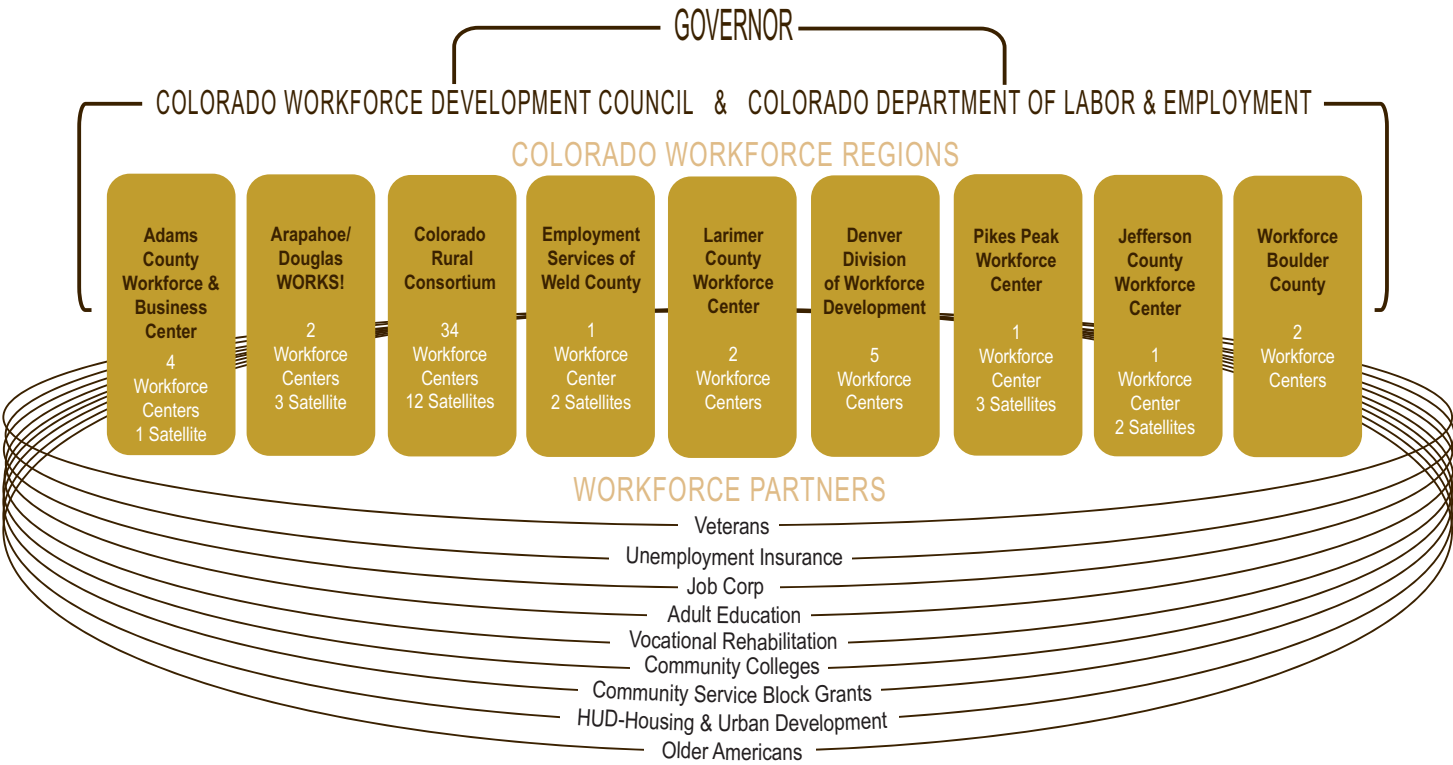 GOVERNOR
COLORADO WORKFORCE DEVELOPMENT COUNCIL & COLORADO DEPARTMENT OF LABOR & EMPLOYMENT
COLORADO WORKFORCE REGIONS
Adams
County
Workforce &
Business
Center
4
Workforce
Centers
1 Satellite
Arapahoe/
Douglas
WORKS!
2
Workforce
Centers
3 Satellite
Colorado
Rural
Consortium
34
Workforce
Centers
12 Satellites
Employment
Services of
Weld County
1
Workforce
Center
2 Satellites
Larimer
County
Workforce
Center
2
Workforce
Centers
Denver
Division
of Workforce
Development
5
Workforce
Centers
Pikes Peak
Workforce
Center
1
Workforce
Center
3 Satellites
Jefferson
County
Workforce
Center
1
Workforce
Center
2 Satellites
Workforce
Boulder
County
2
Workforce
Centers
WORKFORCE PARTNERS
Veterans
Unemployment Insurance
Job Corp
Adult Education
Vocational Rehabilitation
Community Colleges
Community Service Block Grants
HUD-Housing & Urban Development
Older Americans